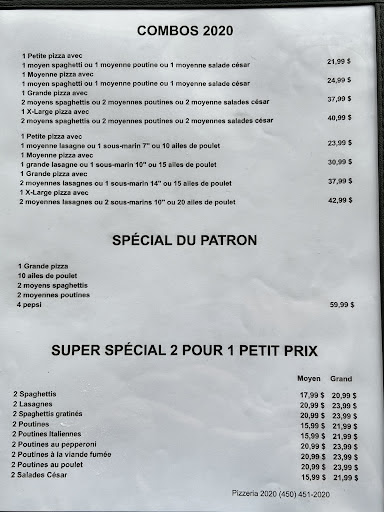 COMBOS 2020
1 Petite pizza avec
1 moyen spaghetti ou 1 moyenne poutine ou 1 moyenne salade césar 21,99 $
1 Moyenne pizza avec
1 moyen spaghetti ou 1 moyenne poutine ou 1 moyenne salade césar 24,99 $
1 Grande pizza avec
2 moyens spaghettis ou 2 moyennes poutines ou 2 moyenne salades césar 37,99 $
1 X-Large pizza avec
2 moyens spaghettis ou 2 moyennes poutines ou 2 moyennes salades césar 40,99 $
1 Petite pizza avec
1 moyenne lasagne ou 1 sous-marin 7" ou 10 ailes de poulet 23,99 $
1 Moyenne pizza avec
1 grande lasagne ou 1 sous-marin 10" ou 15 ailes de poulet 30,99 $
1 Grande pizza avec
2 moyennes lasagnes ou 1 sous-marin 14" ou 15 ailes de poulet 37,99 $
1 X-Large pizza avec
2 moyennes lasagnes ou 2 sous-marins 10" ou 20 ailes de poulet 42,99 $
SPÉCIAL DU PATRON
1 Grande pizza
10 ailes de poulet
2 moyens spaghettis
2 moyennes poutines
4 pepsi 59,99 $
SUPER SPÉCIAL 2 POUR 1 PETIT PRIX
Moyen Grand
2 Spaghettis 17,99 $ 20,99 $
2 Lasagnes 20,99 $ 23,99 $
2 Spaghettis gratinés 20,99 $ 23,99 $
2 Poutines 15,99 $ 21,99 $
2 Poutines Italiennes 15,99 $ 21,99 $
2 Poutines au pepperoni 20,99 $ 23,99 $
2 Poutines à la viande fumée 20,99 $ 23,99 $
2 Poutines au poulet 20,99 $ 23,99 $
2 Salades César 15,99 $ 21,99 $
Pizzeria 2020 (450) 451-2020